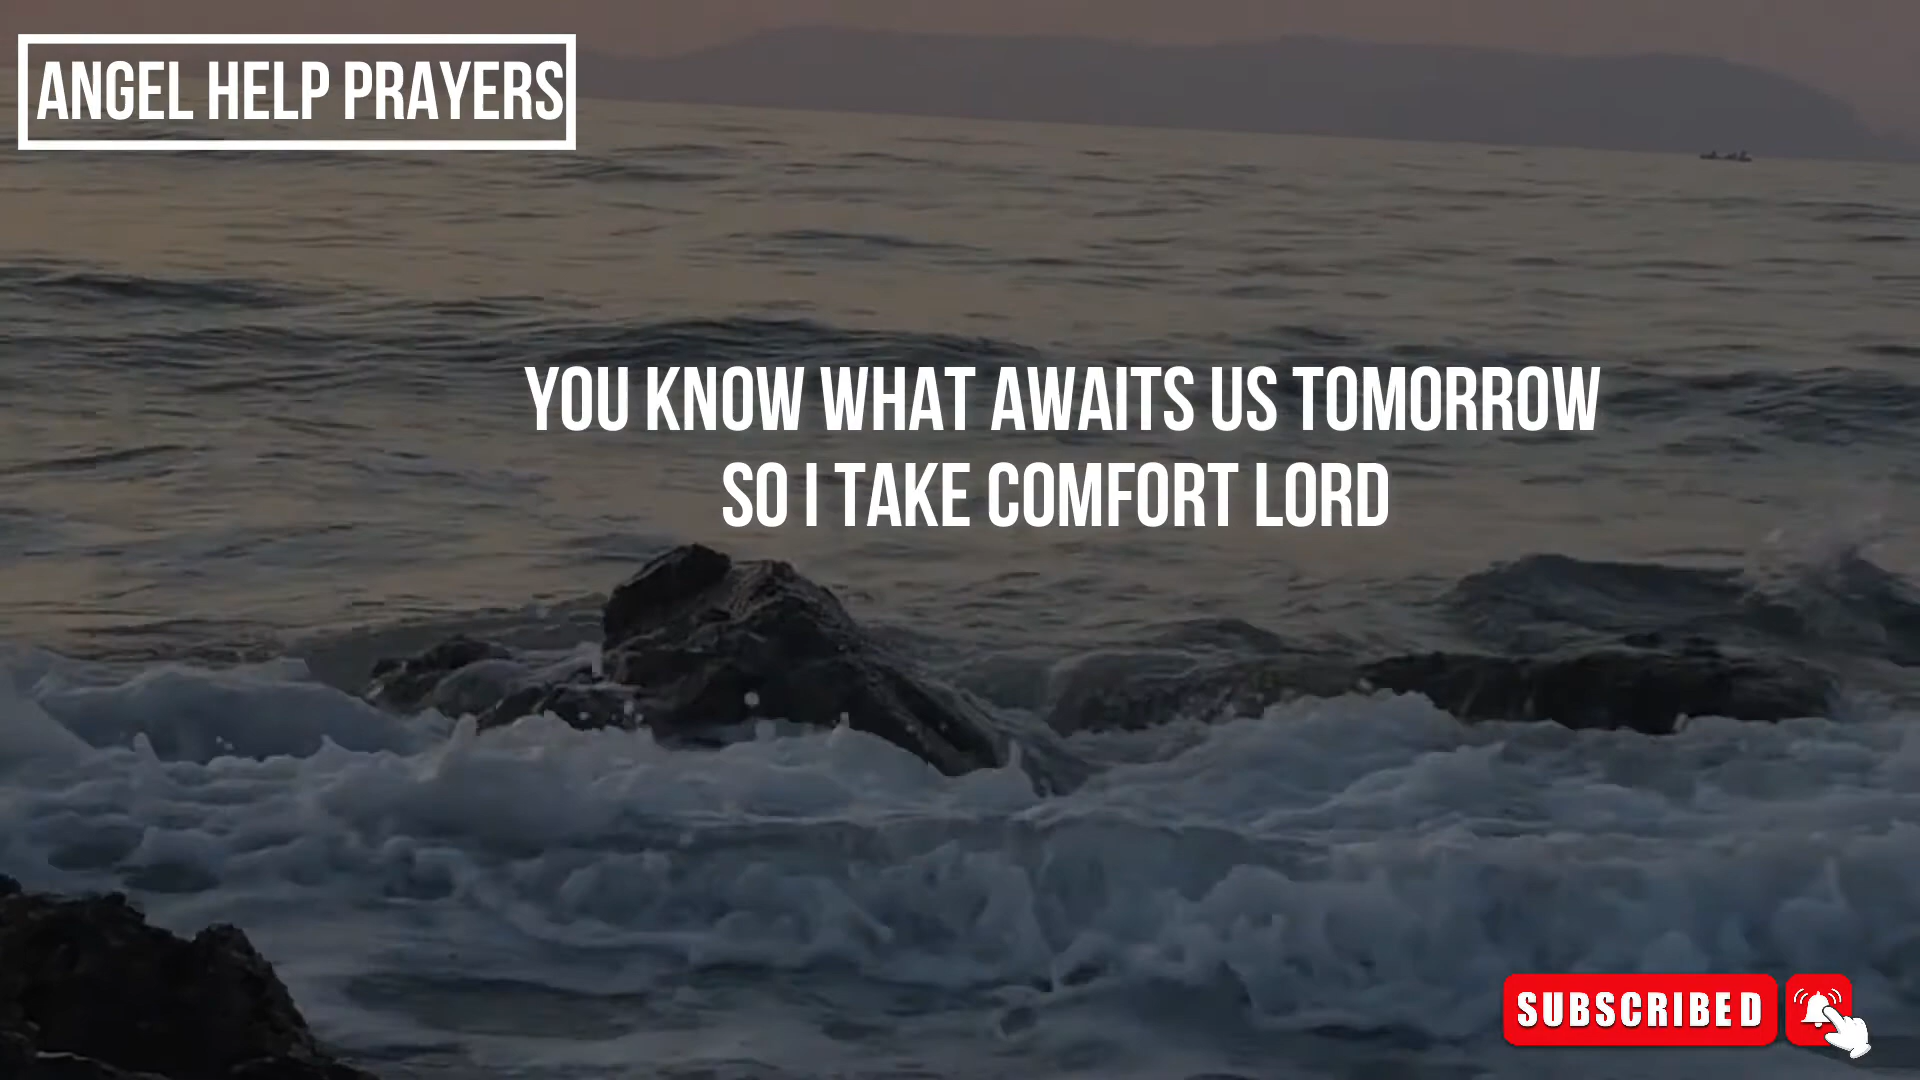 ANGEL HELP PRAYERS
YOU KNOW WHAT AWAITS US TOMORROW
SO I TAKE COMFORT LORD
SUBSCRIBED